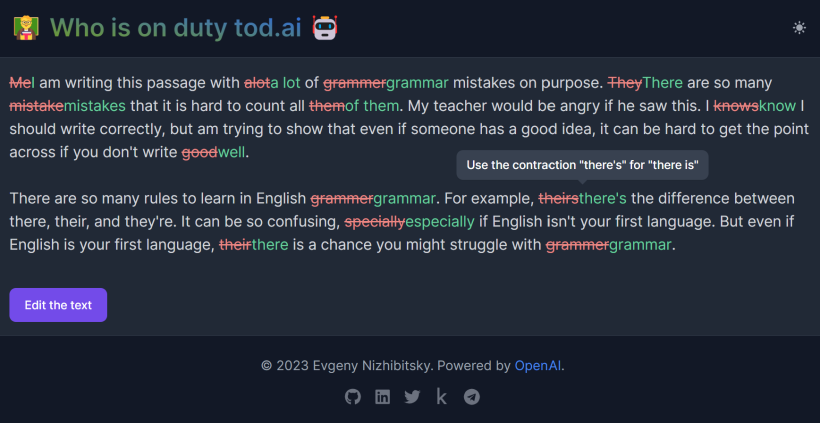 Who is on duty tod.ai
MeI am writing this passage with alota a lot of grammergrammar mistakes on purpose. TheyThere are so many
mistakemistakes that it is hard to count all themof them. My teacher would be angry if he saw this. I knowsknow I
should write correctly, but am trying to show that even if someone has a good idea, it can be hard to get the point
across if you don't write goodwell.
Use the contraction "there's" for "there is"
There are so many rules to learn in English grammergrammar. For example, theirsthere's the difference between
there, their, and they're. It can be so confusing, speciallyespecially if English isn't your first language. But even if
English is your first language, theirthere is a chance you might struggle with grammergrammar.
Edit the text
© 2023 Evgeny Nizhibitsky. Powered by OpenAI.
k